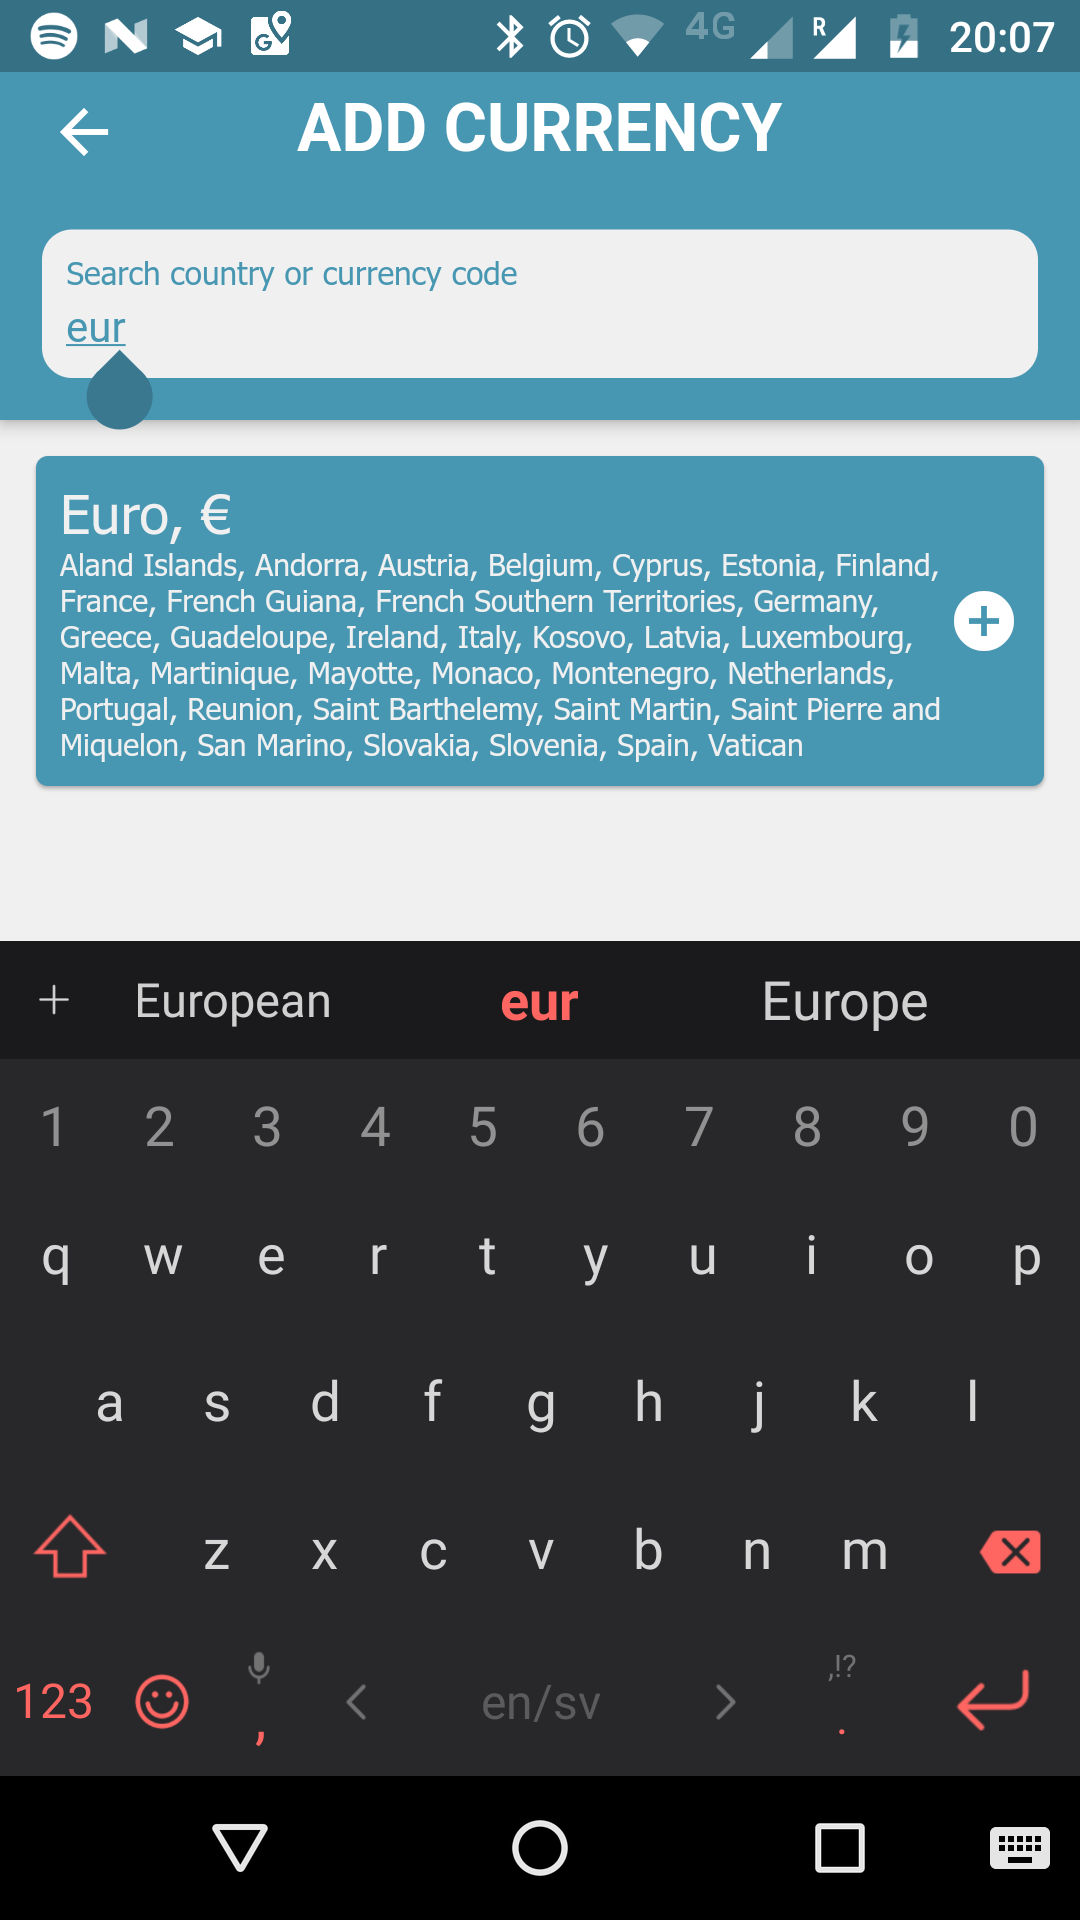 4G R 20:07
ADD CURRENCY
Search country or currency code
eur
Euro, €
Aland Islands, Andorra, Austria, Belgium, Cyprus, Estonia, Finland,
France, French Guiana, French Southern Territories, Germany,
Greece, Guadeloupe, Ireland, Italy, Kosovo, Latvia, Luxembourg,
Malta, Martinique, Mayotte, Monaco, Montenegro, Netherlands,
Portugal, Reunion, Saint Barthelemy, Saint Martin, Saint Pierre and
Miquelon, San Marino, Slovakia, Slovenia, Spain, Vatican
European eur Europe
1 2 3 4 5 6 7 8 9 0
q w e r t y u i o p
a s d f g h j k l
z x c v b n m
,!?
123 , en/sv .